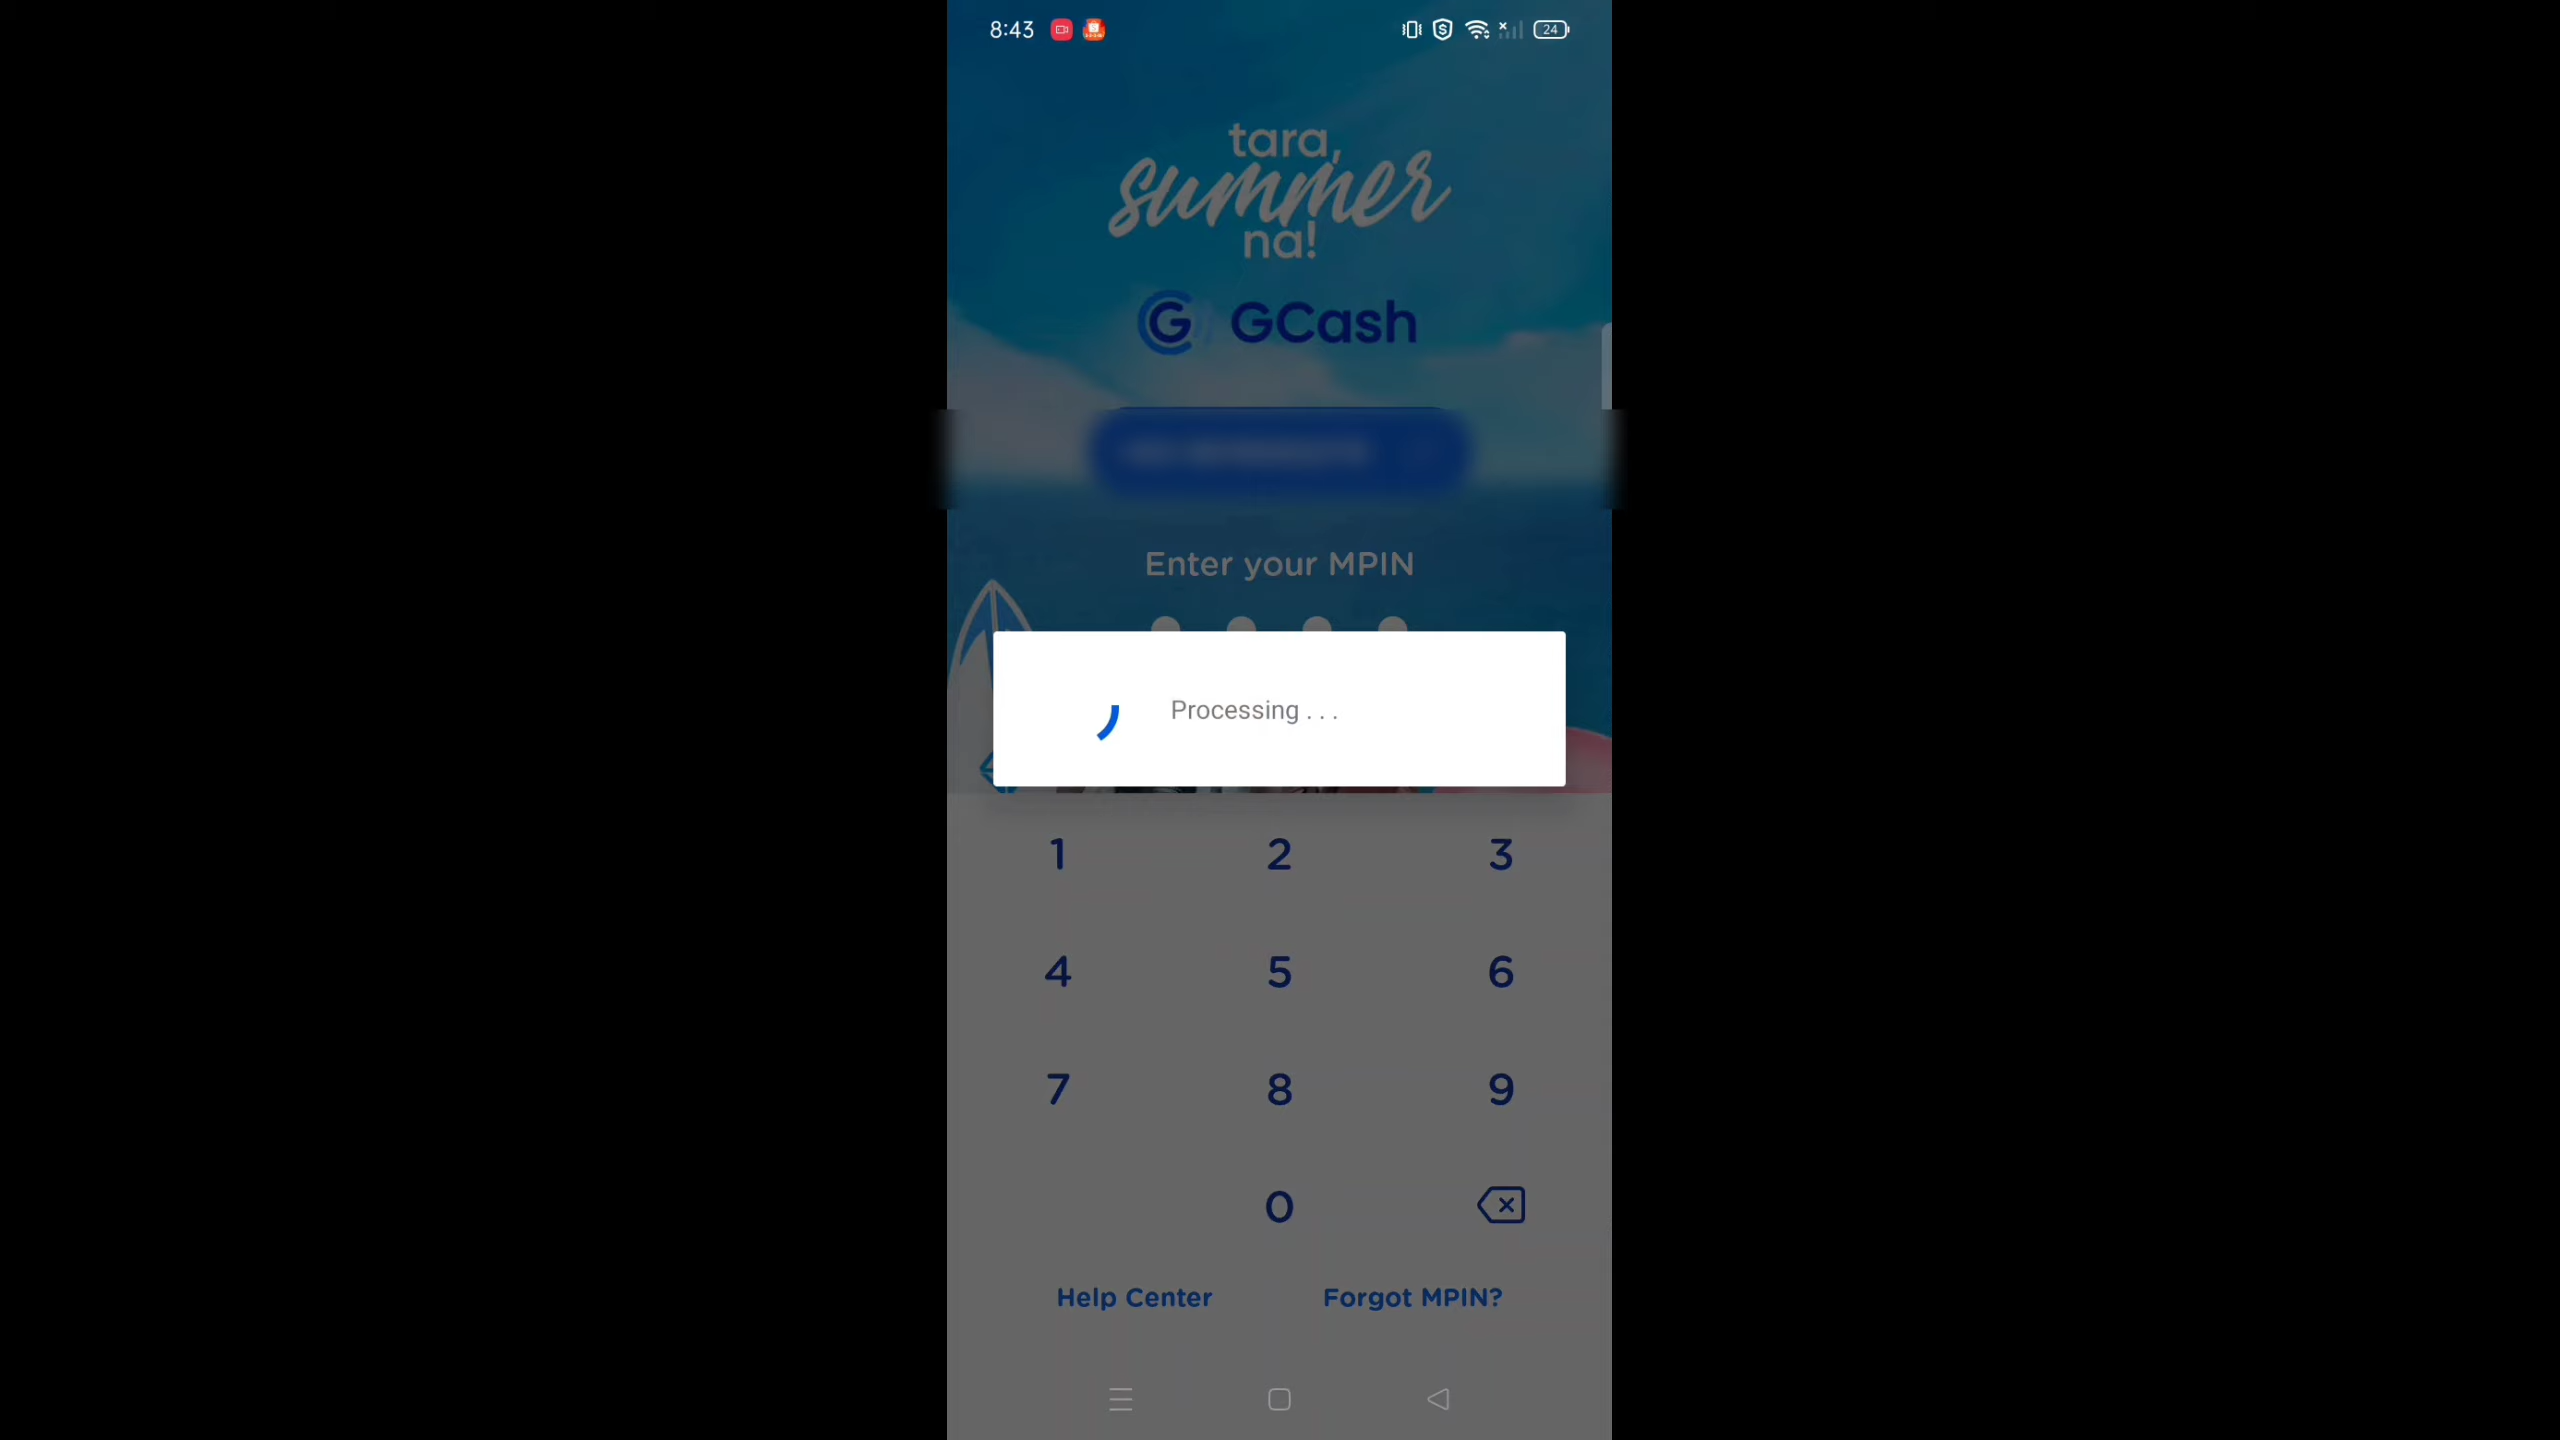 8:43
24
tara,
summer
na!
G GCash
Enter your MPIN
Processing . . .
1 2 3
4 5 6
7 8 9
0
Help Center Forgot MPIN?